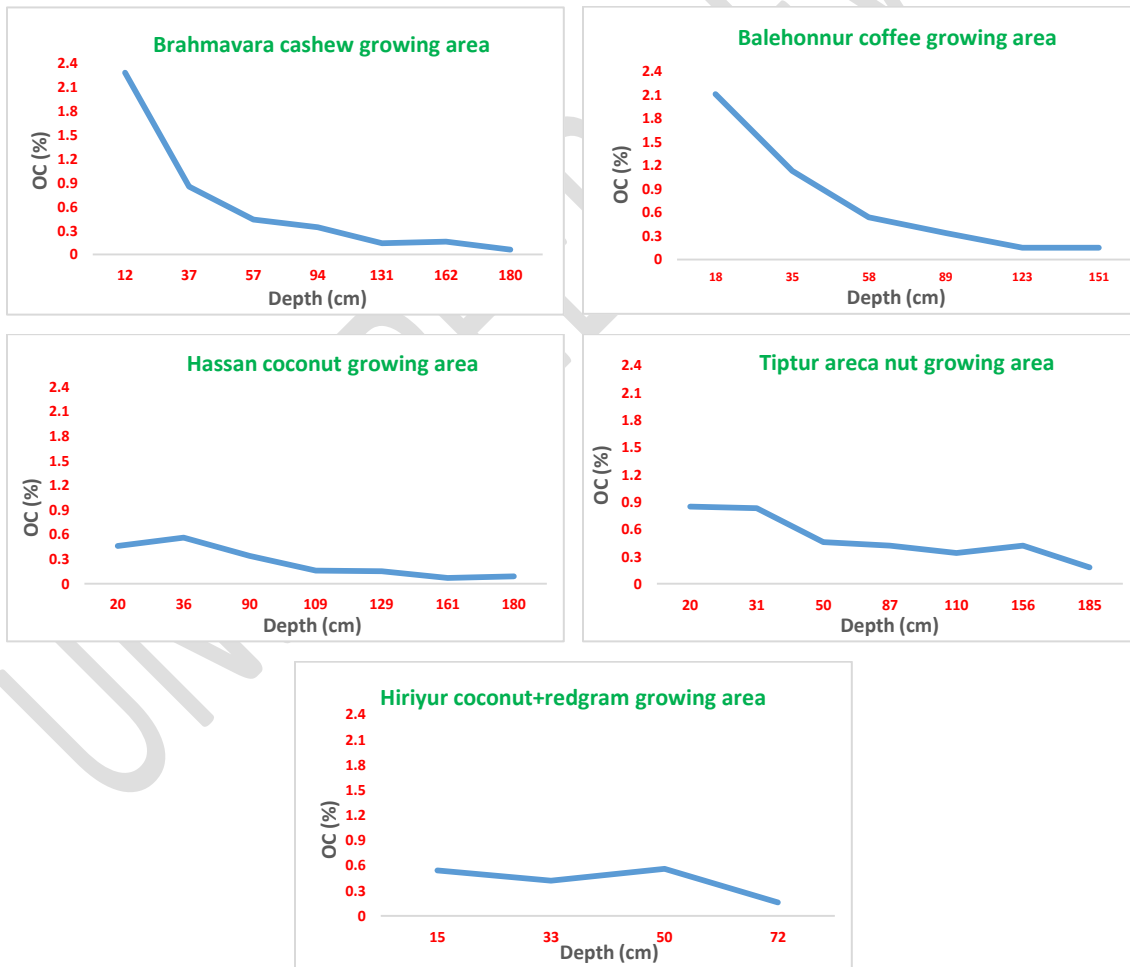 Brahmavara cashew growing area
2.4
2.1
1.8
1.5
1.2
0.9
0.6
0.3
0
OC (%)
12 37 57 94 131 162 180
Depth (cm)
Balehonnur coffee growing area
2.4
2.1
1.8
1.5
1.2
0.9
0.6
0.3
0
OC (%)
18 35 58 89 123 151
Depth (cm)
Hassan coconut growing area
2.4
2.1
1.8
1.5
1.2
0.9
0.6
0.3
0
OC (%)
20 36 90 109 129 161 180
Depth (cm)
Tiptur areca nut growing area
2.4
2.1
1.8
1.5
1.2
0.9
0.6
0.3
0
OC (%)
20 31 50 87 110 156 185
Depth (cm)
Hiriyur coconut+redgram growing area
2.4
2.1
1.8
1.5
1.2
0.9
0.6
0.3
0
OC (%)
15 33 50 72
Depth (cm)